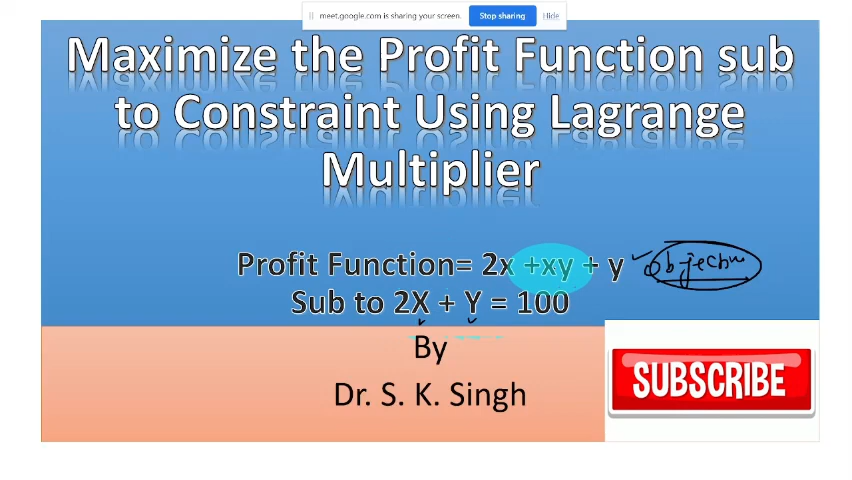 meet.google.com is sharing your screen. Stop sharing Hide
Maximize the Profit Function sub
to Constraint Using Lagrange
Multiplier
Profit Function= 2x +xy + y
Sub to 2X + Y = 100
By
Dr. S. K. Singh
SUBSCRIBE